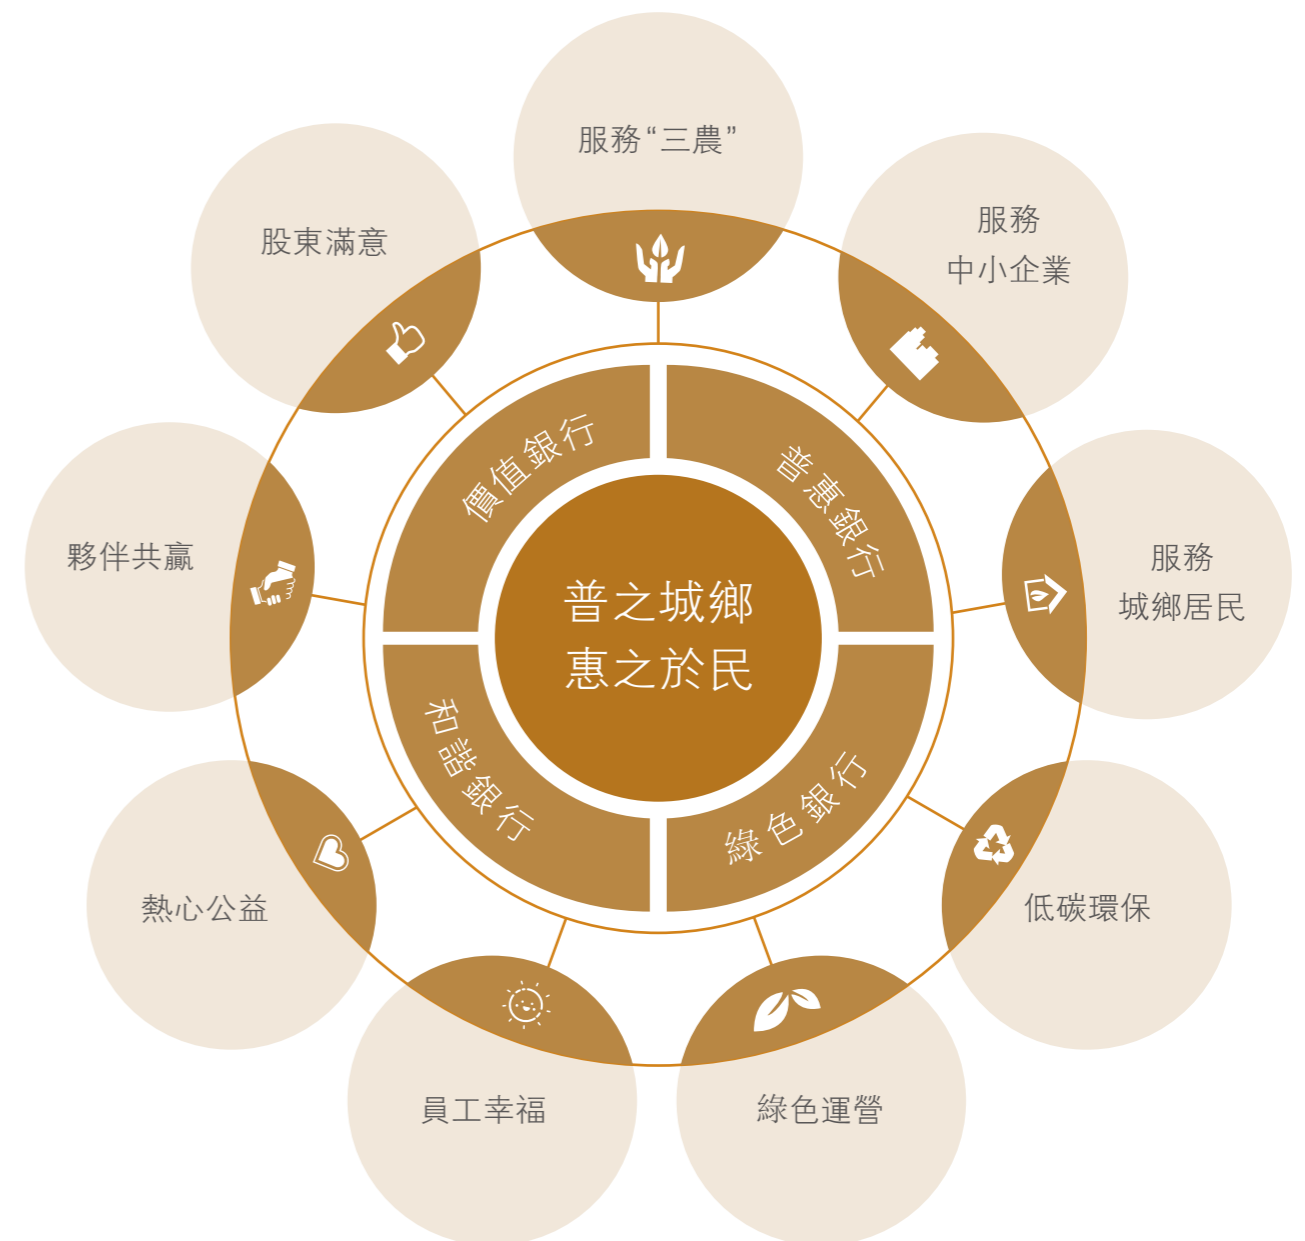 服務“三農”
服務
中小企業
服務
城鄉居民
低碳環保
綠色運營
員工幸福
熱心公益
夥伴共贏
股東滿意
價值銀行
普惠銀行
綠色銀行
和諧銀行
普之城鄉
惠之於民